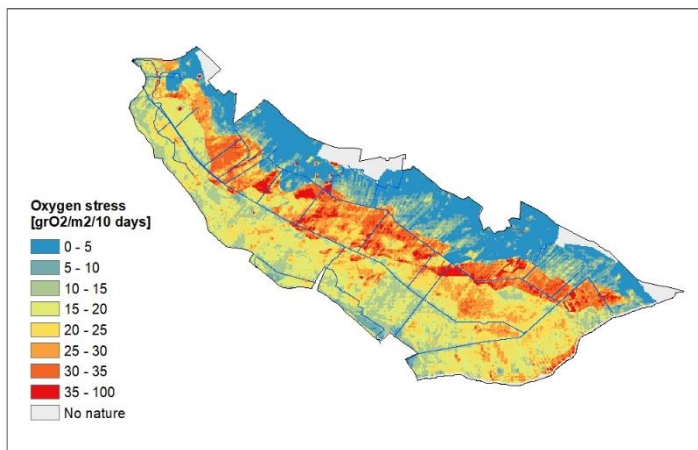 Oxygen stress
[grO2/m2/10 days]
0 - 5
5 - 10
10 - 15
15 - 20
20 - 25
25 - 30
30 - 35
35 - 100
No nature